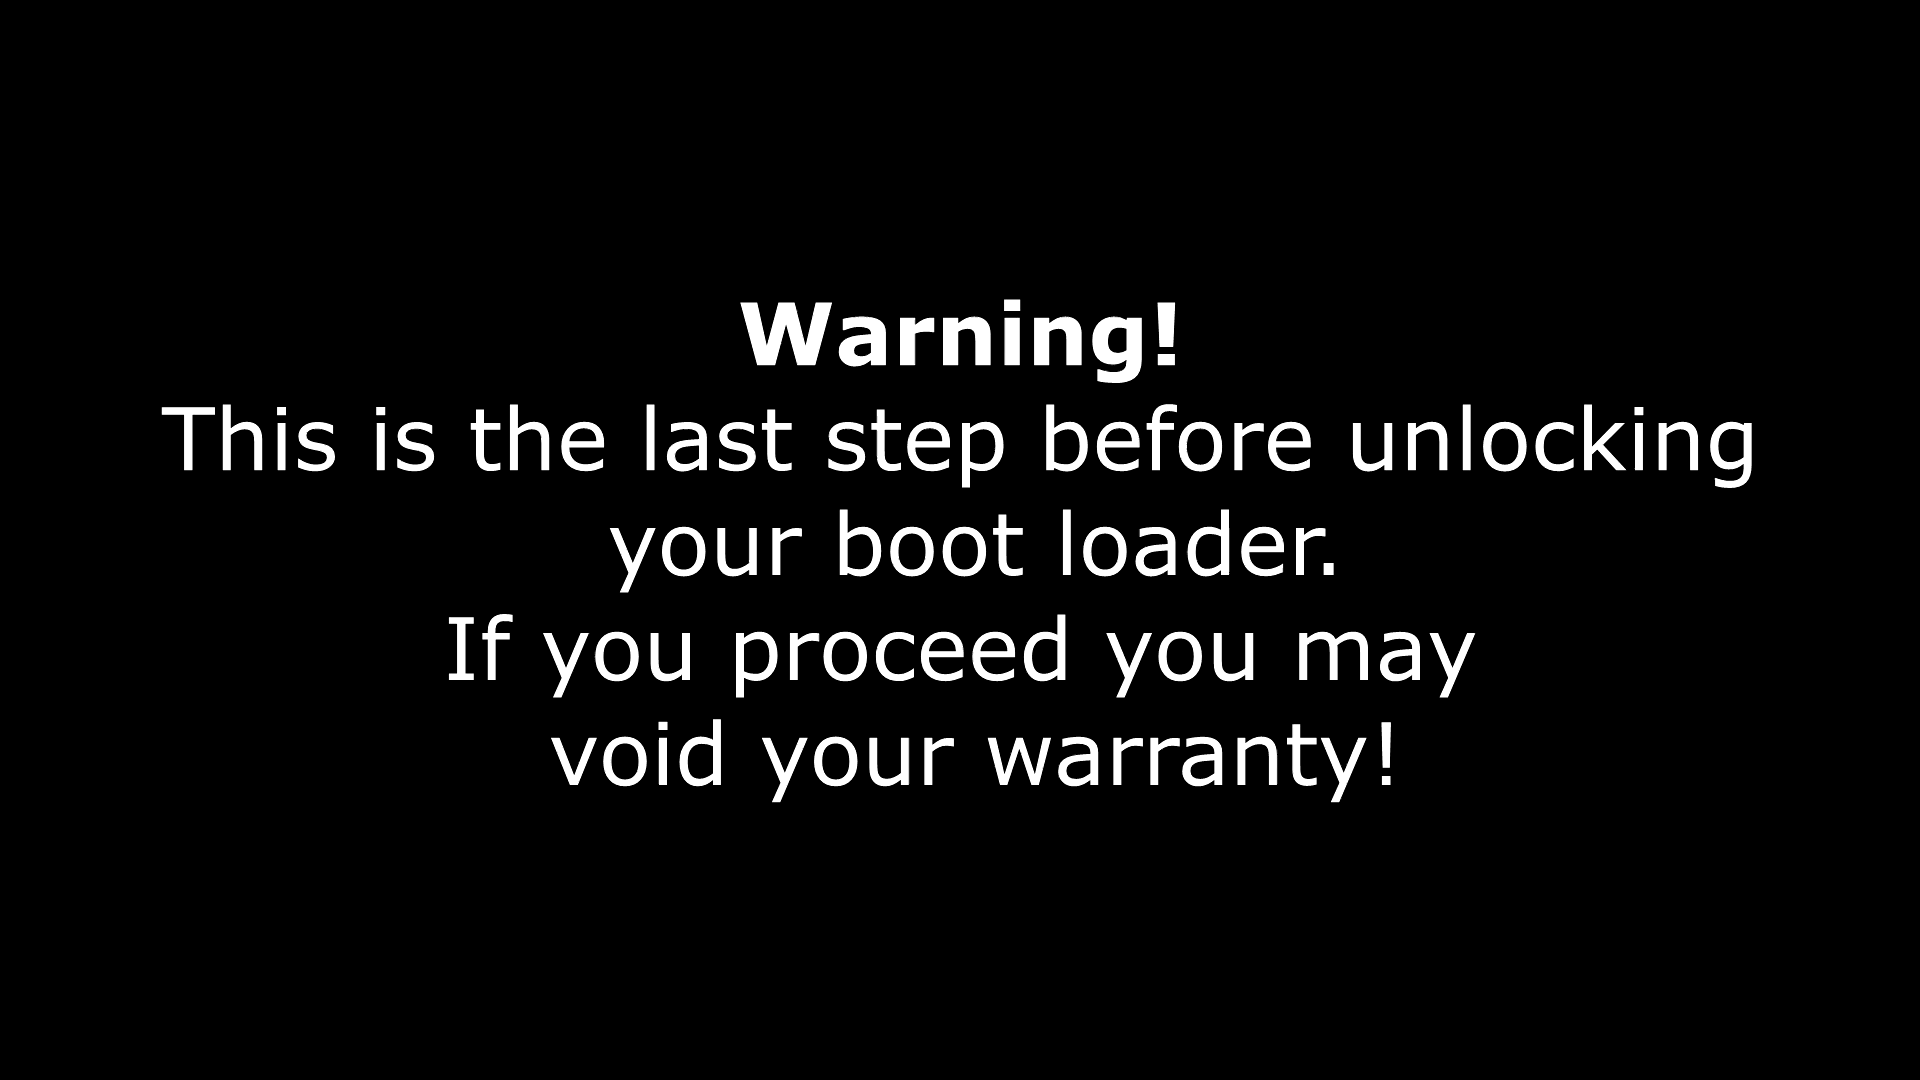 Warning!
This is the last step before unlocking
your boot loader.
If you proceed you may
void your warranty!